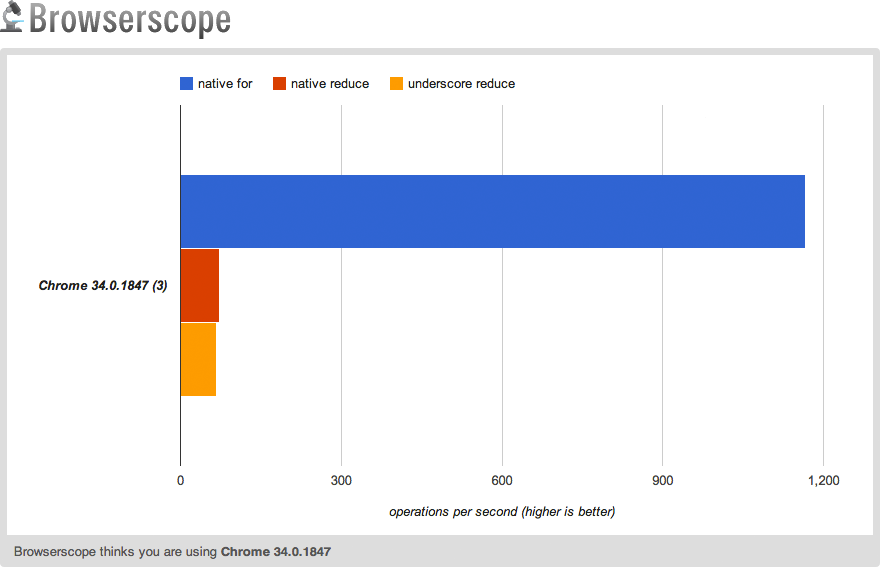 Browserscope
native for native reduce underscore reduce
Chrome 34.0.1847 (3)
0 300 600 900 1,200
operations per second (higher is better)
Browserscope thinks you are using Chrome 34.0.1847